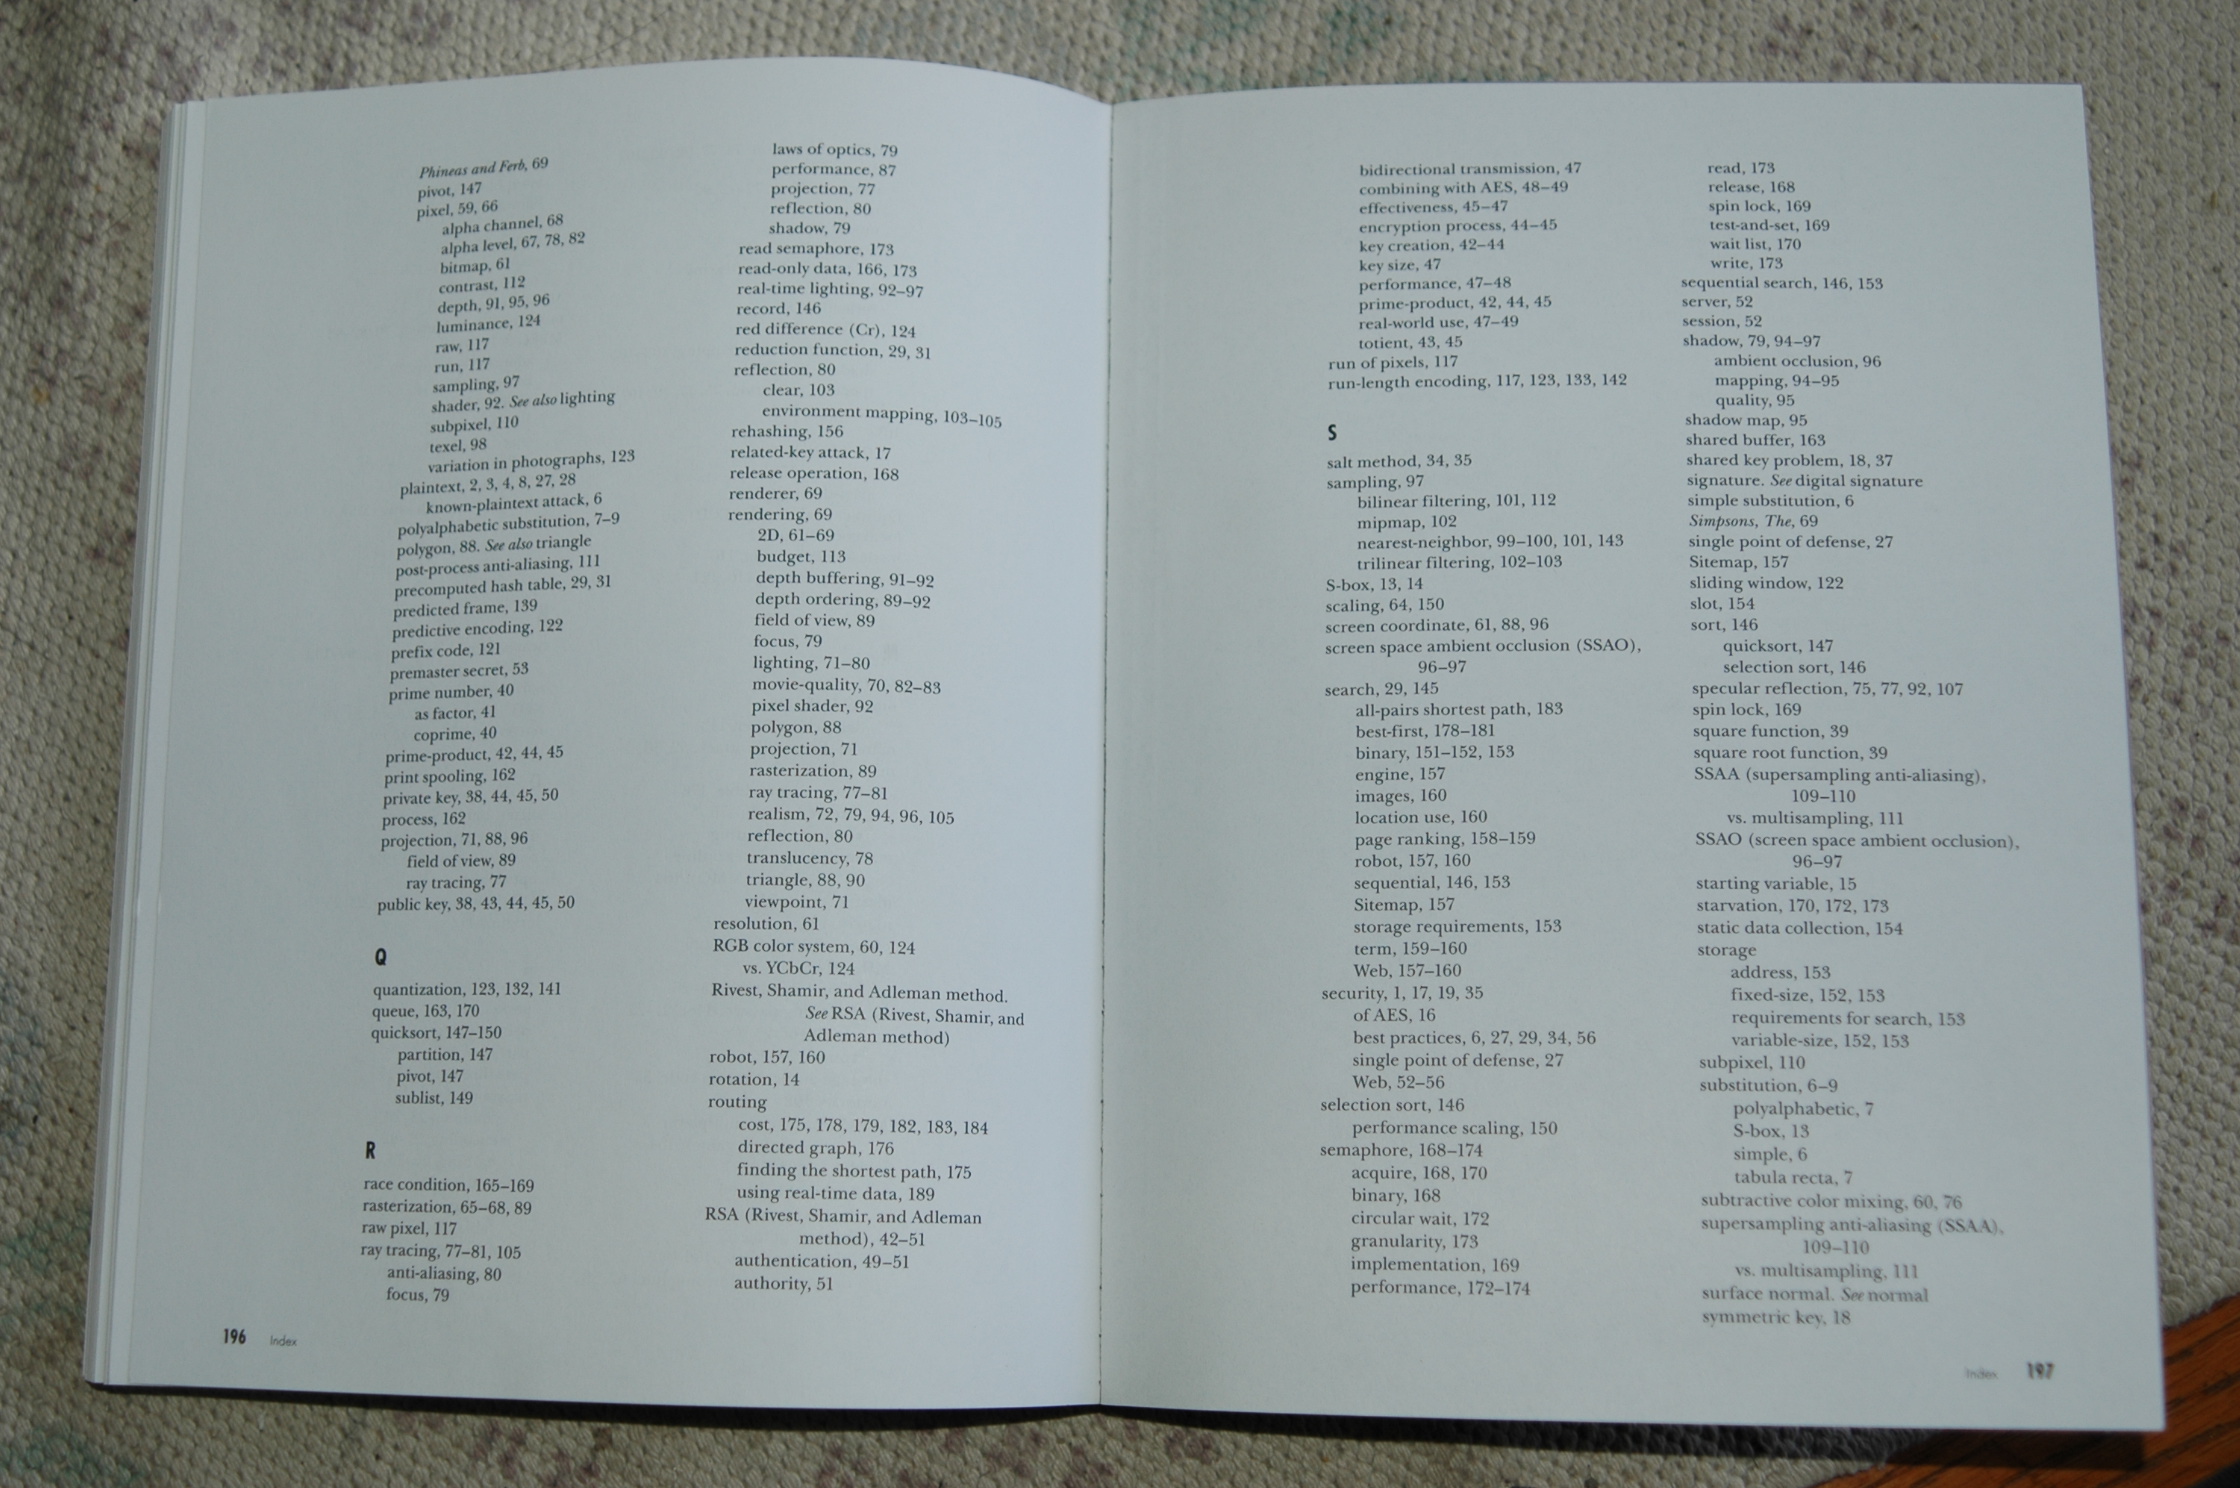 Phineas and Ferb, 69
pivot, 147
pixel, 59, 66
alpha channel, 68
alpha level, 67, 78, 82
bitmap, 61
contrast, 112
depth, 91, 95, 96
luminance, 124
raw, 117
run, 117
sampling, 97
shader, 92. See also lighting
subpixel, 110
texel, 98
variation in photographs, 123
plaintext, 2, 3, 4, 8, 27, 28
known-plaintext attack, 6
polyalphabetic substitution, 7–9
polygon, 88. See also triangle
post-process anti-aliasing, 111
precomputed hash table, 29, 31
predicted frame, 139
predictive encoding, 122
prefix code, 121
premaster secret, 53
prime number, 40
as factor, 41
coprime, 40
prime-product, 42, 44, 45
print spooling, 162
private key, 38, 44, 45, 50
process, 162
projection, 71, 88, 96
field of view, 89
ray tracing, 77
public key, 38, 43, 44, 45, 50
Q
quantization, 123, 132, 141
queue, 163, 170
quicksort, 147–150
partition, 147
pivot, 147
sublist, 149
R
race condition, 165–169
rasterization, 65–68, 89
raw pixel, 117
ray tracing, 77–81, 105
anti-aliasing, 80
focus, 79
laws of optics, 79
performance, 87
projection, 77
reflection, 80
shadow, 79
read semaphore, 173
read-only data, 166, 173
real-time lighting, 92–97
record, 146
red difference (Cr), 124
reduction function, 29, 31
reflection, 80
clear, 103
environment mapping, 103–105
rehashing, 156
related-key attack, 17
release operation, 168
renderer, 69
rendering, 69
2D, 61–69
budget, 113
depth buffering, 91–92
depth ordering, 89–92
field of view, 89
focus, 79
lighting, 71–80
movie-quality, 70, 82–83
pixel shader, 92
polygon, 88
projection, 71
rasterization, 89
ray tracing, 77–81
realism, 72, 79, 94, 96, 105
reflection, 80
translucency, 78
triangle, 88, 90
viewpoint, 71
resolution, 61
RGB color system, 60, 124
vs. YCbCr, 124
Rivest, Shamir, and Adleman method.
See RSA (Rivest, Shamir, and
Adleman method)
robot, 157, 160
rotation, 14
routing
cost, 175, 178, 179, 182, 183, 184
directed graph, 176
finding the shortest path, 175
using real-time data, 189
RSA (Rivest, Shamir, and Adleman
method), 42–51
authentication, 49–51
authority, 51
196 Index
bidirectional transmission, 47
combining with AES, 48–49
effectiveness, 45–47
encryption process, 44–45
key creation, 42–44
key size, 47
performance, 47–48
prime-product, 42, 44, 45
real-world use, 47–49
totient, 43, 45
run of pixels, 117
run-length encoding, 117, 123, 133, 142
S
salt method, 34, 35
sampling, 97
bilinear filtering, 101, 112
mipmap, 102
nearest-neighbor, 99–100, 101, 143
trilinear filtering, 102–103
S-box, 13, 14
scaling, 64, 150
screen coordinate, 61, 88, 96
screen space ambient occlusion (SSAO),
96–97
search, 29, 145
all-pairs shortest path, 183
best-first, 178–181
binary, 151–152, 153
engine, 157
images, 160
location use, 160
page ranking, 158–159
robot, 157, 160
sequential, 146, 153
Sitemap, 157
storage requirements, 153
term, 159–160
Web, 157–160
security, 1, 17, 19, 35
of AES, 16
best practices, 6, 27, 29, 34, 56
single point of defense, 27
Web, 52–56
selection sort, 146
performance scaling, 150
semaphore, 168–174
acquire, 168, 170
binary, 168
circular wait, 172
granularity, 173
implementation, 169
performance, 172–174
read, 173
release, 168
spin lock, 169
test-and-set, 169
wait list, 170
write, 173
sequential search, 146, 153
server, 52
session, 52
shadow, 79, 94–97
ambient occlusion, 96
mapping, 94–95
quality, 95
shadow map, 95
shared buffer, 163
shared key problem, 18, 37
signature. See digital signature
simple substitution, 6
Simpsons, The, 69
single point of defense, 27
Sitemap, 157
sliding window, 122
slot, 154
sort, 146
quicksort, 147
selection sort, 146
specular reflection, 75, 77, 92, 107
spin lock, 169
square function, 39
square root function, 39
SSAA (supersampling anti-aliasing),
109–110
vs. multisampling, 111
SSAO (screen space ambient occlusion),
96–97
starting variable, 15
starvation, 170, 172, 173
static data collection, 154
storage
address, 153
fixed-size, 152, 153
requirements for search, 153
variable-size, 152, 153
subpixel, 110
substitution, 6–9
polyalphabetic, 7
S-box, 13
simple, 6
tabula recta, 7
subtractive color mixing, 60, 76
supersampling anti-aliasing (SSAA),
109–110
vs. multisampling, 111
surface normal. See normal
symmetric key, 18
Index 197